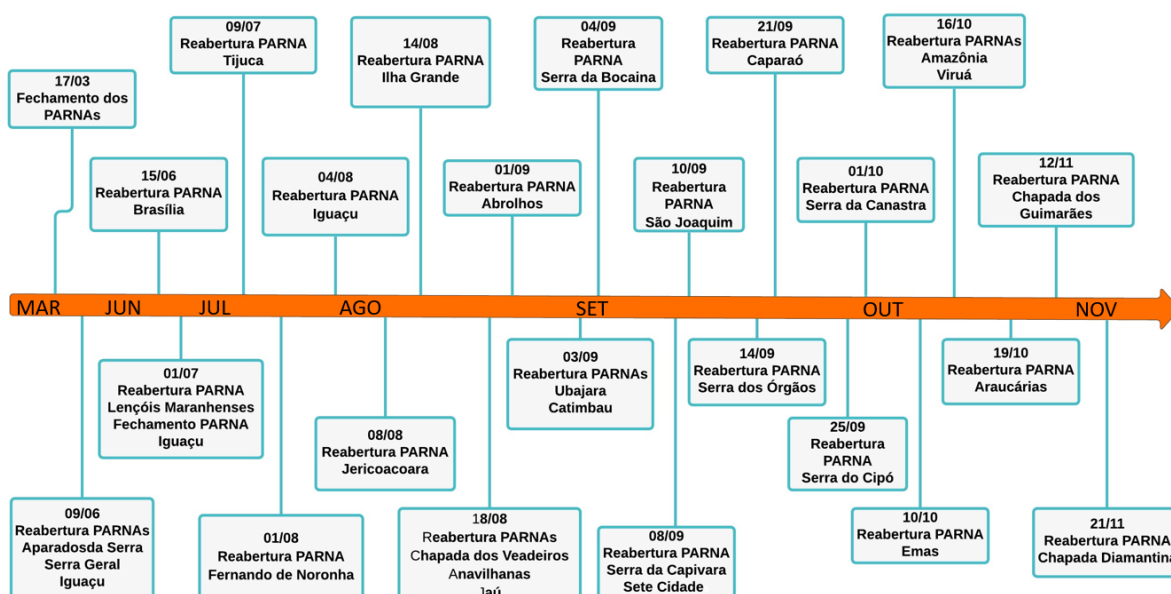 17/03
Fechamento dos
PARNAs
09/07
Reabertura PARNA
Tijuca
14/08
Reabertura PARNA
Ilha Grande
04/09
Reabertura
PARNA
Serra da Bocaina
21/09
Reabertura PARNA
Caparaó
16/10
Reabertura PARNAs
Amazônia
Viruá
15/06
Reabertura PARNA
Brasília
04/08
Reabertura PARNA
Iguaçu
01/09
Reabertura PARNA
Abrolhos
10/09
Reabertura
PARNA
São Joaquim
01/10
Reabertura PARNA
Serra da Canastra
12/11
Reabertura PARNA
Chapada dos
Guimarães
MAR JUN JUL AGO SET OUT NOV
01/07
Reabertura PARNA
Lençóis Maranhenses
Fechamento PARNA
Iguaçu
08/08
Reabertura PARNA
Jericoacoara
03/09
Reabertura PARNAs
Ubajara
Catimbau
14/09
Reabertura PARNA
Serra dos Órgãos
25/09
Reabertura
PARNA
Serra do Cipó
19/10
Reabertura PARNA
Araucárias
09/06
Reabertura PARNAs
Aparadosda Serra
Serra Geral
Iguaçu
01/08
Reabertura PARNA
Fernando de Noronha
18/08
Reabertura PARNAs
Chapada dos Veadeiros
Anavilhanas
Jaú
08/09
Reabertura PARNA
Serra da Capivara
Sete Cidade
10/10
Reabertura PARNA
Emas
21/11
Reabertura PARNA
Chapada Diamantina